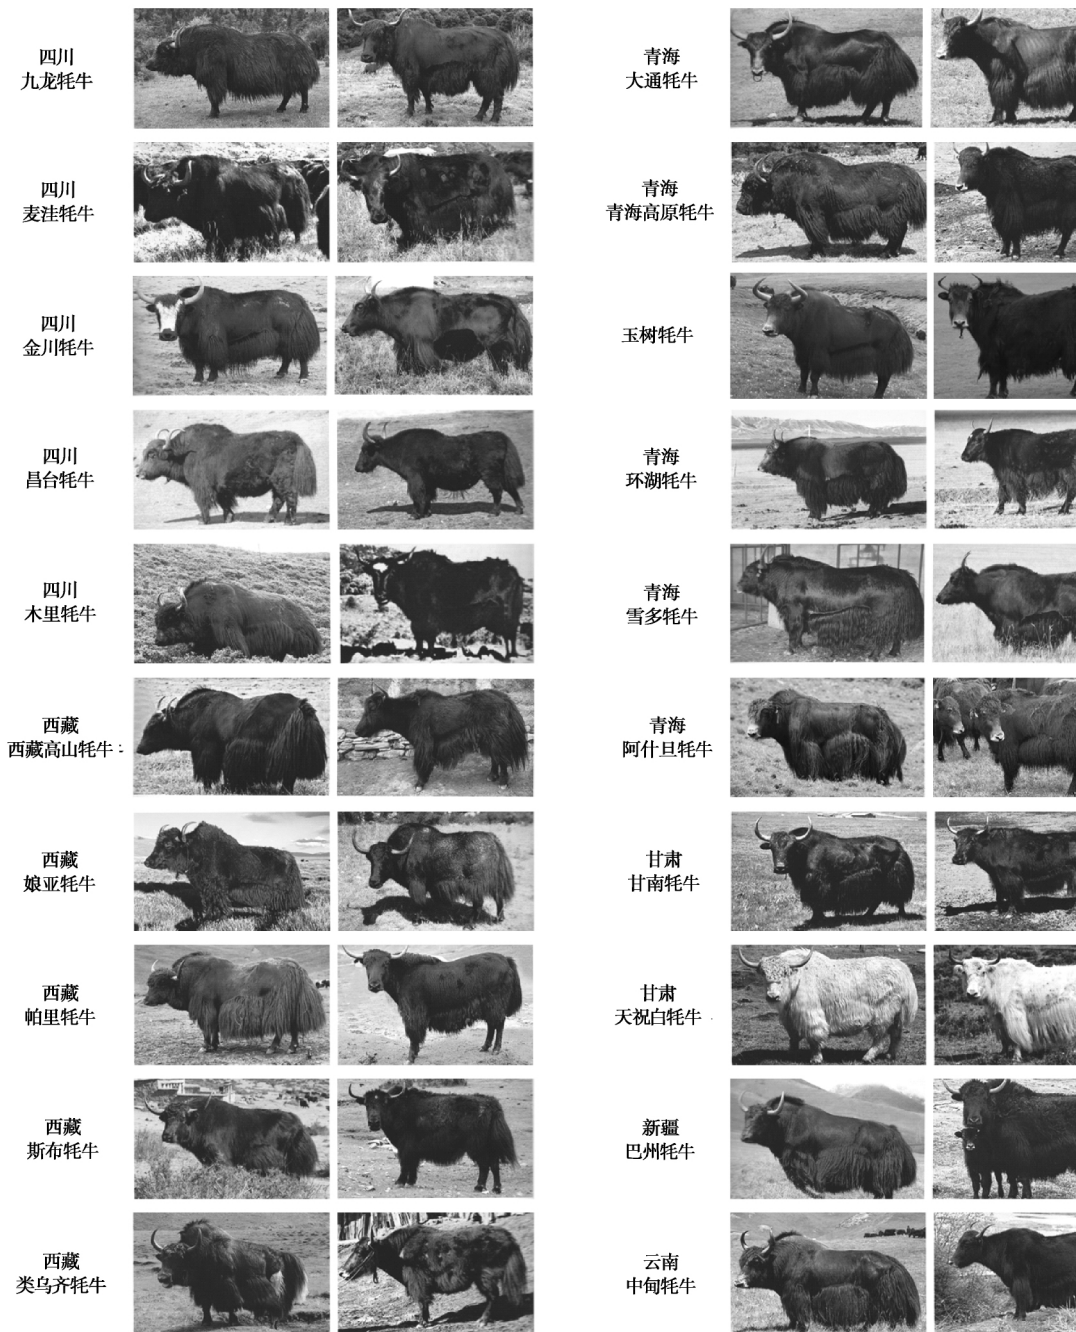 四川
九龙牦牛
四川
麦洼牦牛
四川
金川牦牛
四川
昌台牦牛
四川
木里牦牛
西藏
西藏高山牦牛
西藏
娘亚牦牛
西藏
帕里牦牛
西藏
斯布牦牛
西藏
类乌齐牦牛
青海
大通牦牛
青海
青海高原牦牛
玉树牦牛
青海
环湖牦牛
青海
雪多牦牛
青海
阿什旦牦牛
甘肃
甘南牦牛
甘肃
天祝白牦牛
新疆
巴州牦牛
云南
中甸牦牛